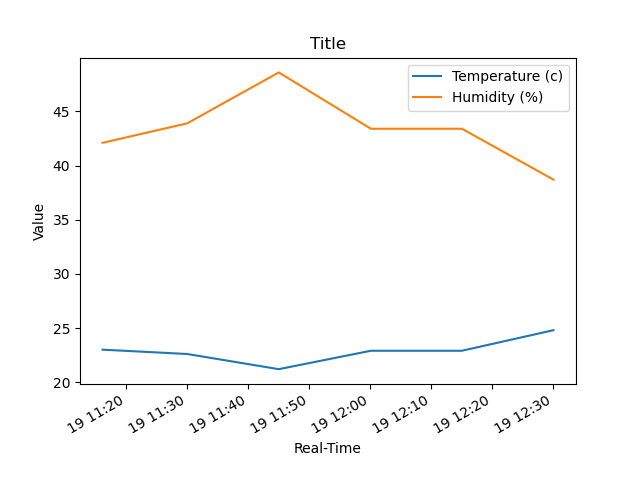 Title
Temperature (c)
Humidity (%)
Value
45
40
35
30
25
20
19 11:20
19 11:30
19 11:40
19 11:50
19 12:00
19 12:10
19 12:20
19 12:30
Real-Time